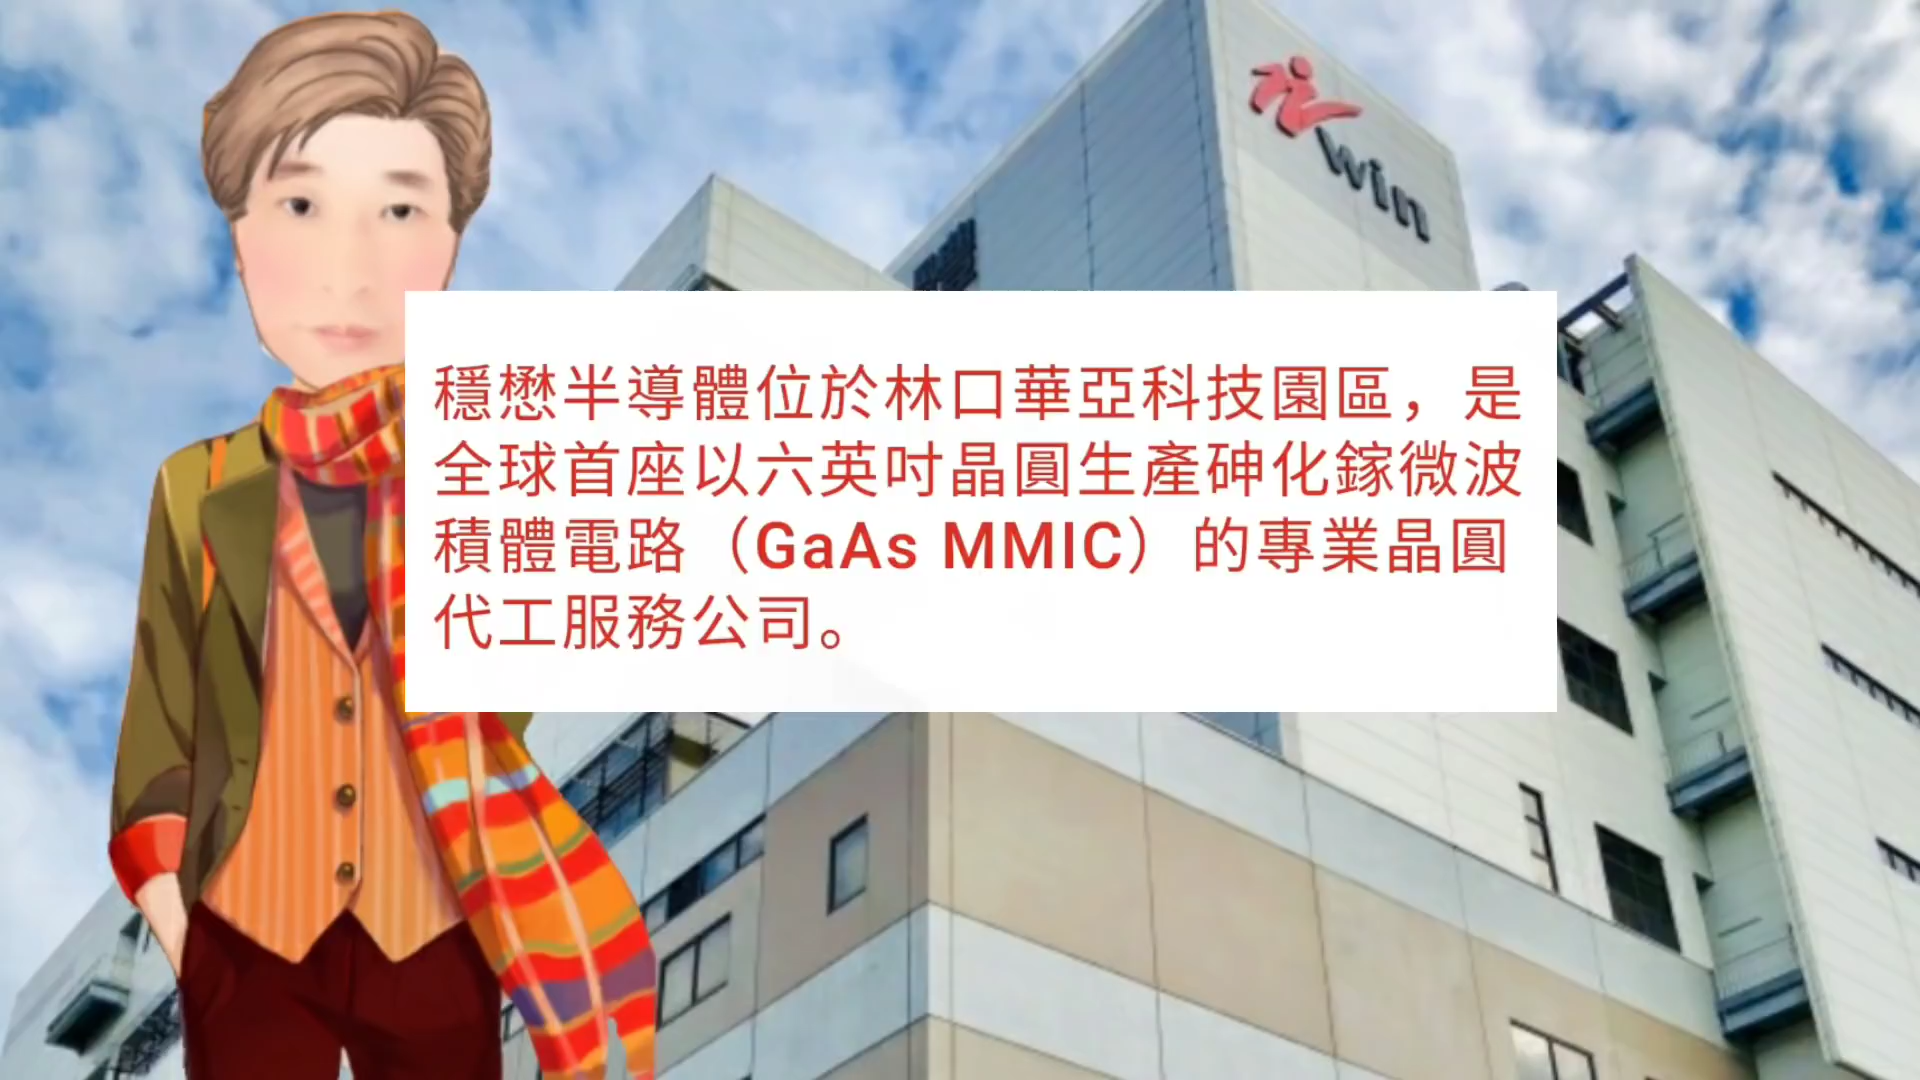 win
穩懋半導體位於林口華亞科技園區，是
全球首座以六英吋晶圓生產砷化鎵微波
積體電路（GaAs MMIC）的專業晶圓
代工服務公司。